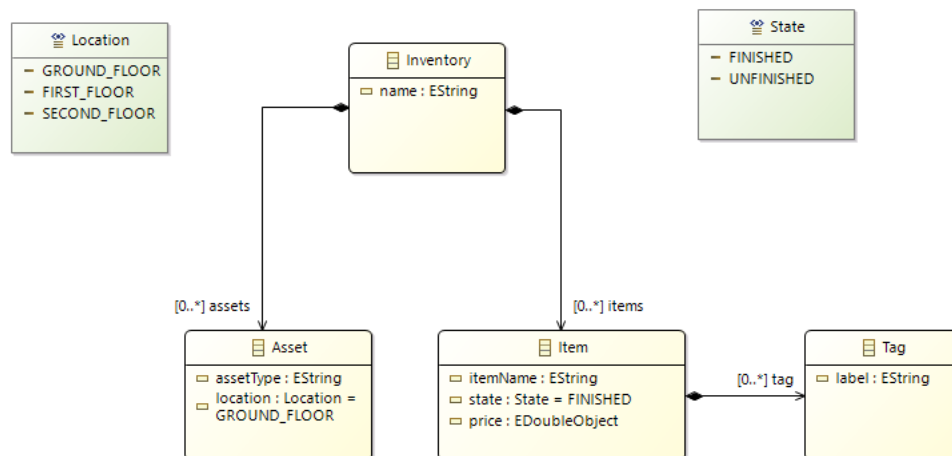 Location
GROUND_FLOOR
FIRST_FLOOR
SECOND_FLOOR
Inventory
name : EString
State
FINISHED
UNFINISHED
[0..*] assets
[0..*] items
Asset
assetType : EString
location : Location =
GROUND_FLOOR
Item
itemName : EString
state : State = FINISHED
price : EDoubleObject
[0..*] tag
Tag
label : EString